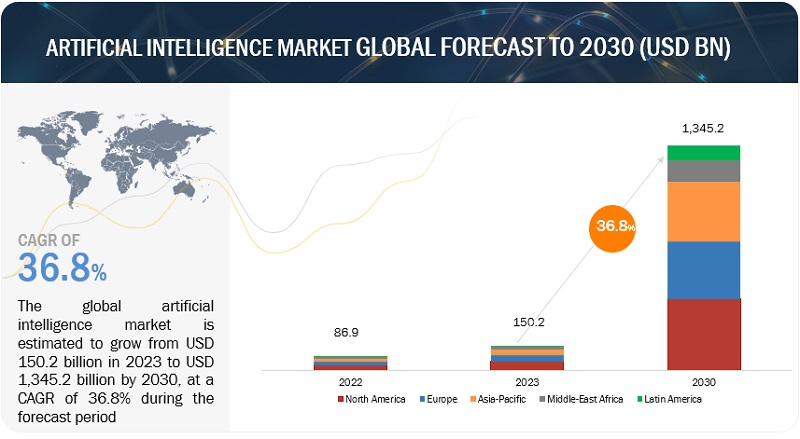 ARTIFICIAL INTELLIGENCE MARKET GLOBAL FORECAST TO 2030 (USD BN)
CAGR OF
36.8%
The global artificial
intelligence market is
estimated to grow from USD
150.2 billion in 2023 to USD
1,345.2 billion by 2030, at a
CAGR of 36.8% during the
forecast period
86.9
150.2
36.8%
1,345.2
2022
2023
2030
North America Europe Asia-Pacific Middle-East Africa Latin America